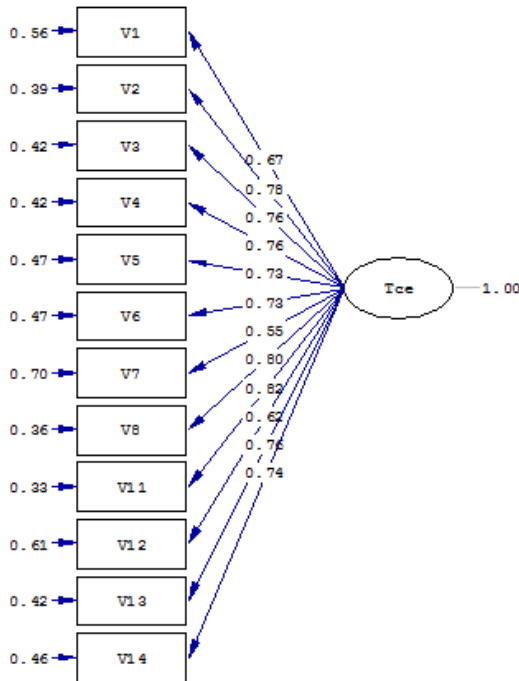 0.56 V1
0.39 V2
0.42 V3
0.67
0.78
0.42 V4
0.76
0.76
0.47 V5
0.73
Tce 1.00
0.47 V6
0.73
0.55
0.70 V7
0.80
0.82
0.36 V8
0.62
0.76
0.74
0.33 V11
0.61 V12
0.42 V13
0.46 V14